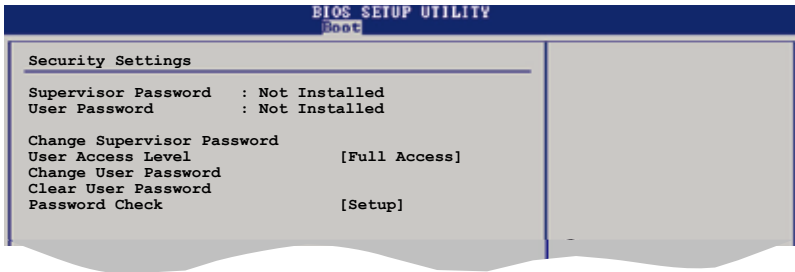 BIOS SETUP UTILITY
Boot
Security Settings
Supervisor Password : Not Installed
User Password : Not Installed
Change Supervisor Password
User Access Level [Full Access]
Change User Password
Clear User Password
Password Check [Setup]